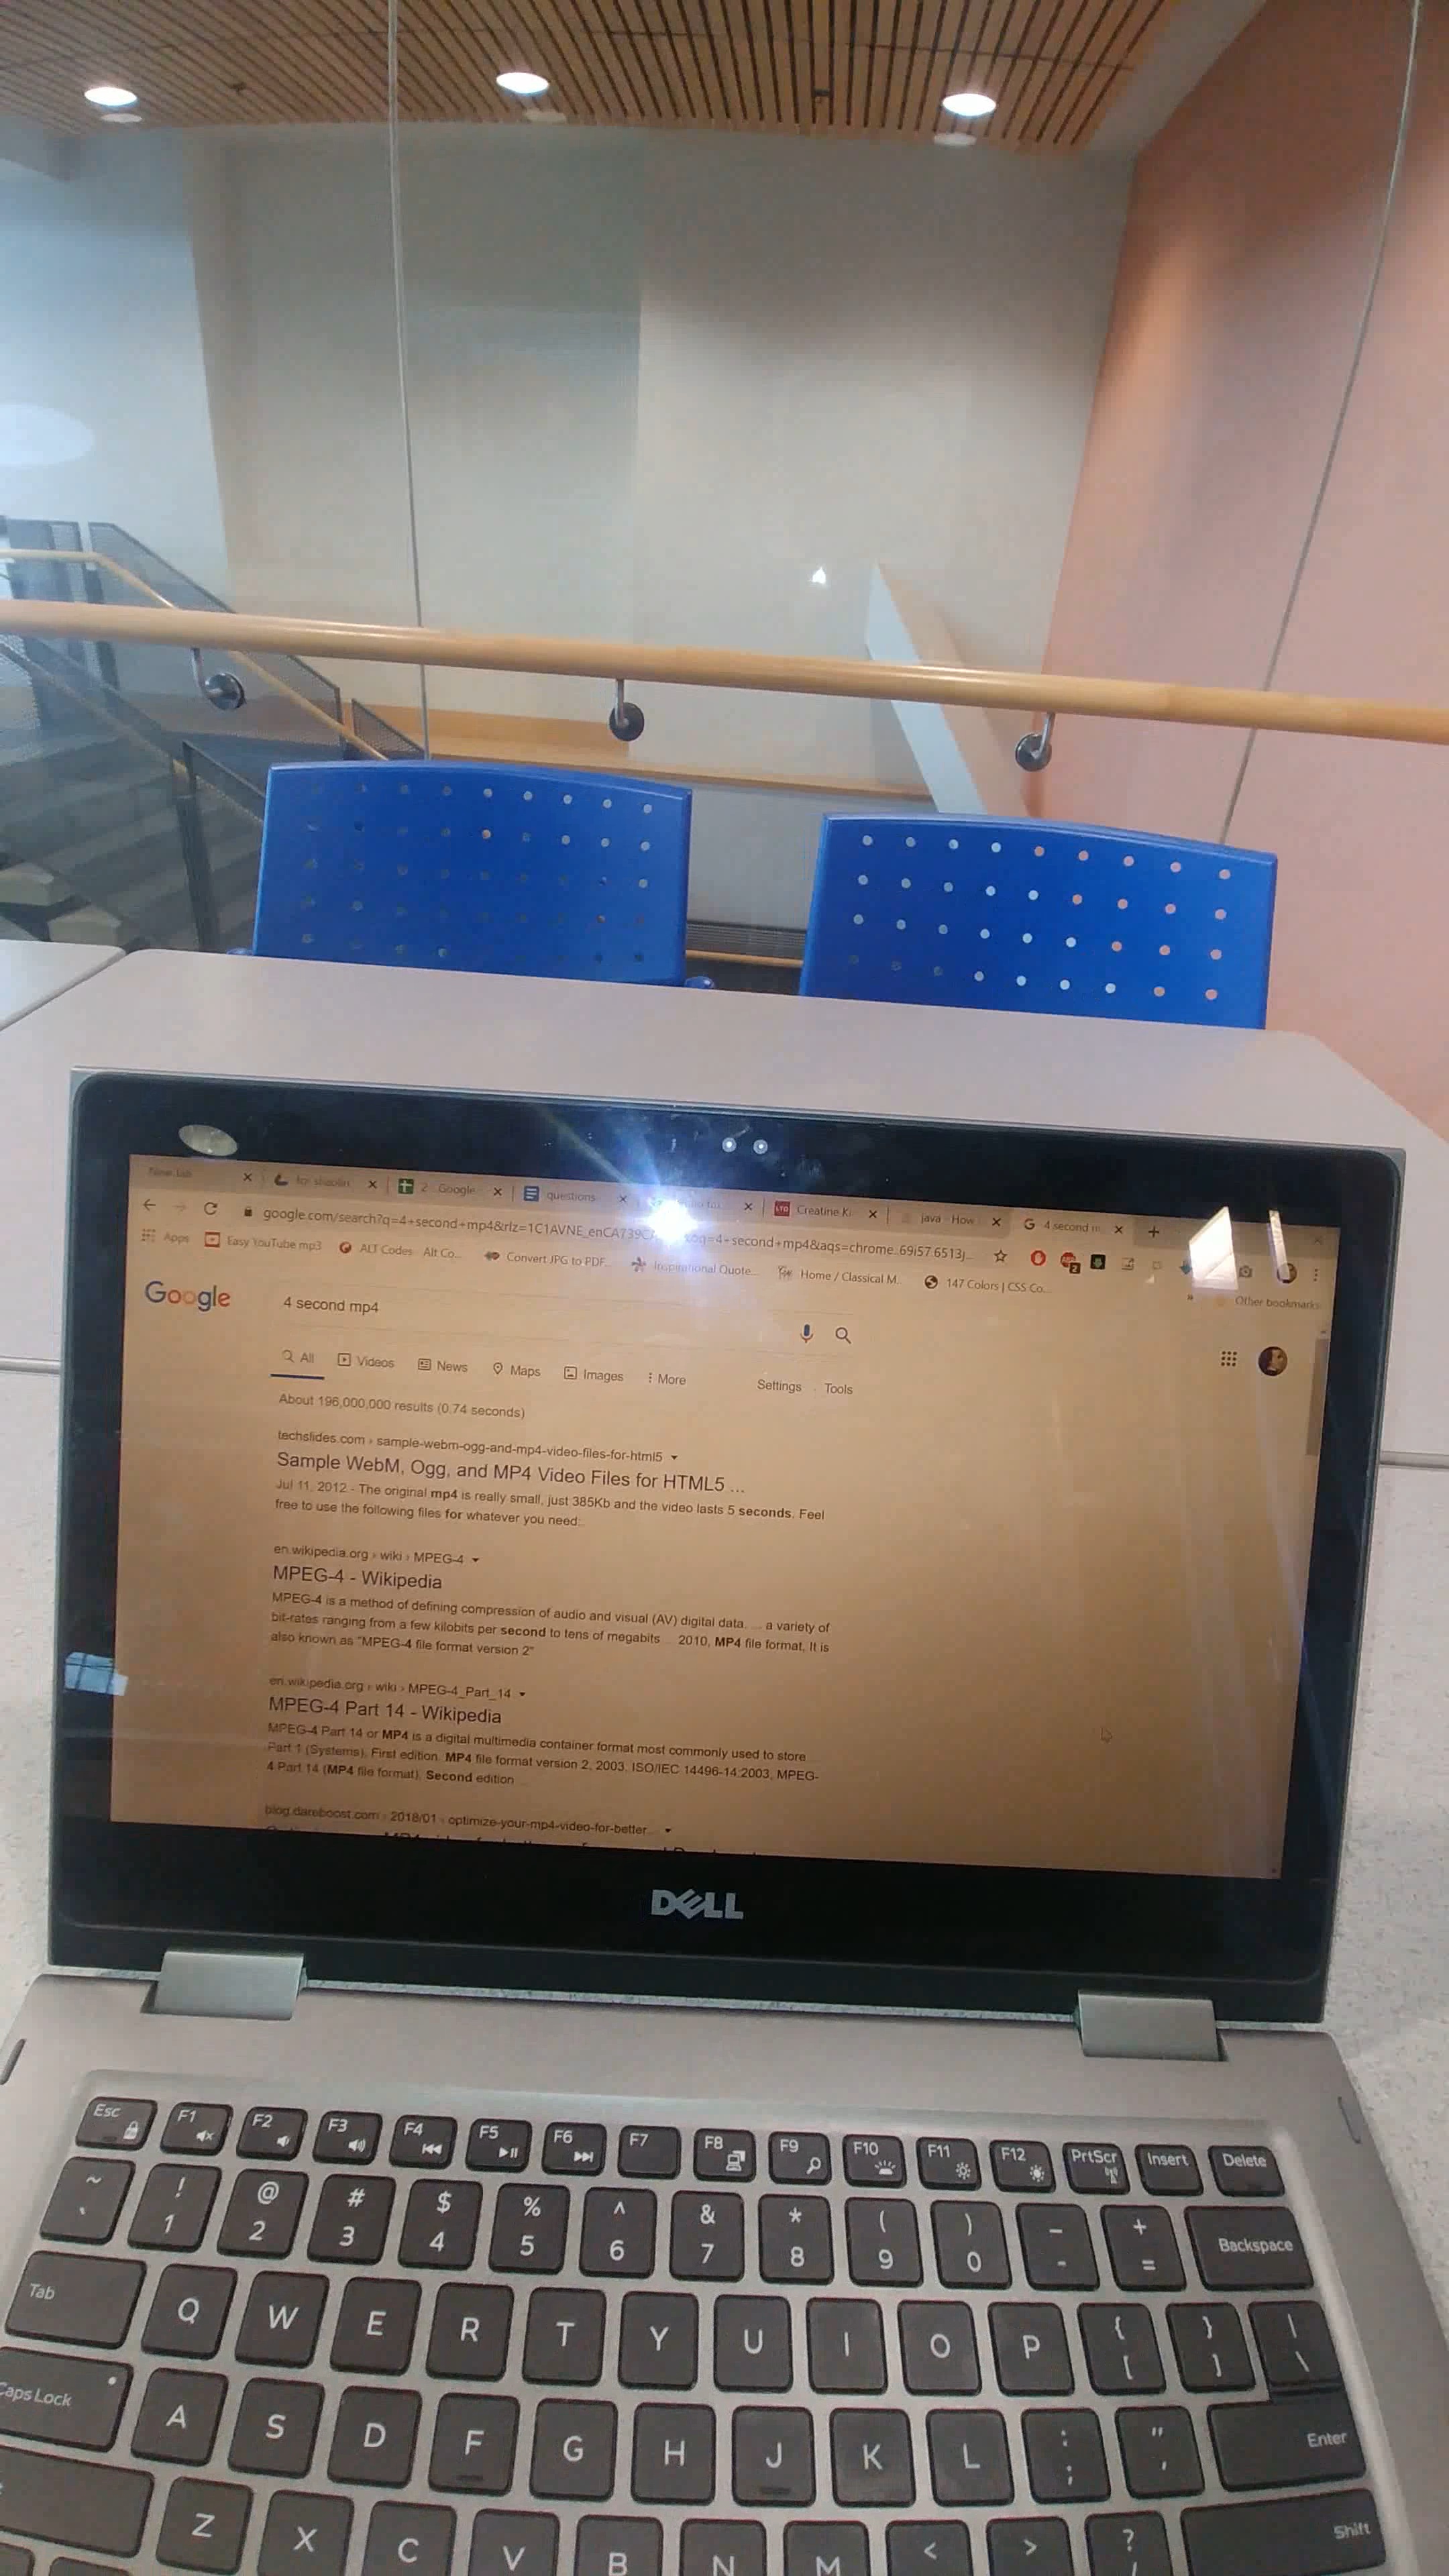 New tab
for shaolin
2 - Google
questions
Creatine Ki
java - How
4 second m
google.com/search?q=4+second+mp4&rlz=1C1AVNE_enCA739C
q=4+second+mp4&aqs=chrome..69i57.6513j...
Apps
Easy YouTube mp3
ALT Codes Alt Co...
Convert JPG to PDF...
Inspirational Quote...
Home / Classical M...
147 Colors | CSS Co...
»
Other bookmarks
Google
4 second mp4
All Videos News Maps Images More Settings Tools
About 196,000,000 results (0.74 seconds)
techslides.com › sample-webm-ogg-and-mp4-video-files-for-html5
Sample WebM, Ogg, and MP4 Video Files for HTML5 ...
Jul 11, 2012 - The original mp4 is really small, just 385Kb and the video lasts 5 seconds. Feel
free to use the following files for whatever you need:
en.wikipedia.org › wiki › MPEG-4
MPEG-4 - Wikipedia
MPEG-4 is a method of defining compression of audio and visual (AV) digital data. ... a variety of
bit-rates ranging from a few kilobits per second to tens of megabits ... 2010, MP4 file format, It is
also known as "MPEG-4 file format version 2"
en.wikipedia.org › wiki › MPEG-4_Part_14
MPEG-4 Part 14 - Wikipedia
MPEG-4 Part 14 or MP4 is a digital multimedia container format most commonly used to store
Part 1 (Systems), First edition. MP4 file format version 2, 2003, ISO/IEC 14496-14:2003, MPEG-
4 Part 14 (MP4 file format), Second edition
blog.dareboost.com › 2018/01 › optimize-your-mp4-video-for-better...
DELL
Esc F1 F2 F3 F4 F5 F6 F7 F8 F9 F10 F11 F12 PrtScr Insert Delete
~ ! @ # $ % ^ & * ( ) _ +
` 1 2 3 4 5 6 7 8 9 0 - = Backspace
Tab Q W E R T Y U I O P { [ } ] | \
Caps Lock A S D F G H J K L : ; " ' Enter
Z X C V B N M < > ? / Shift